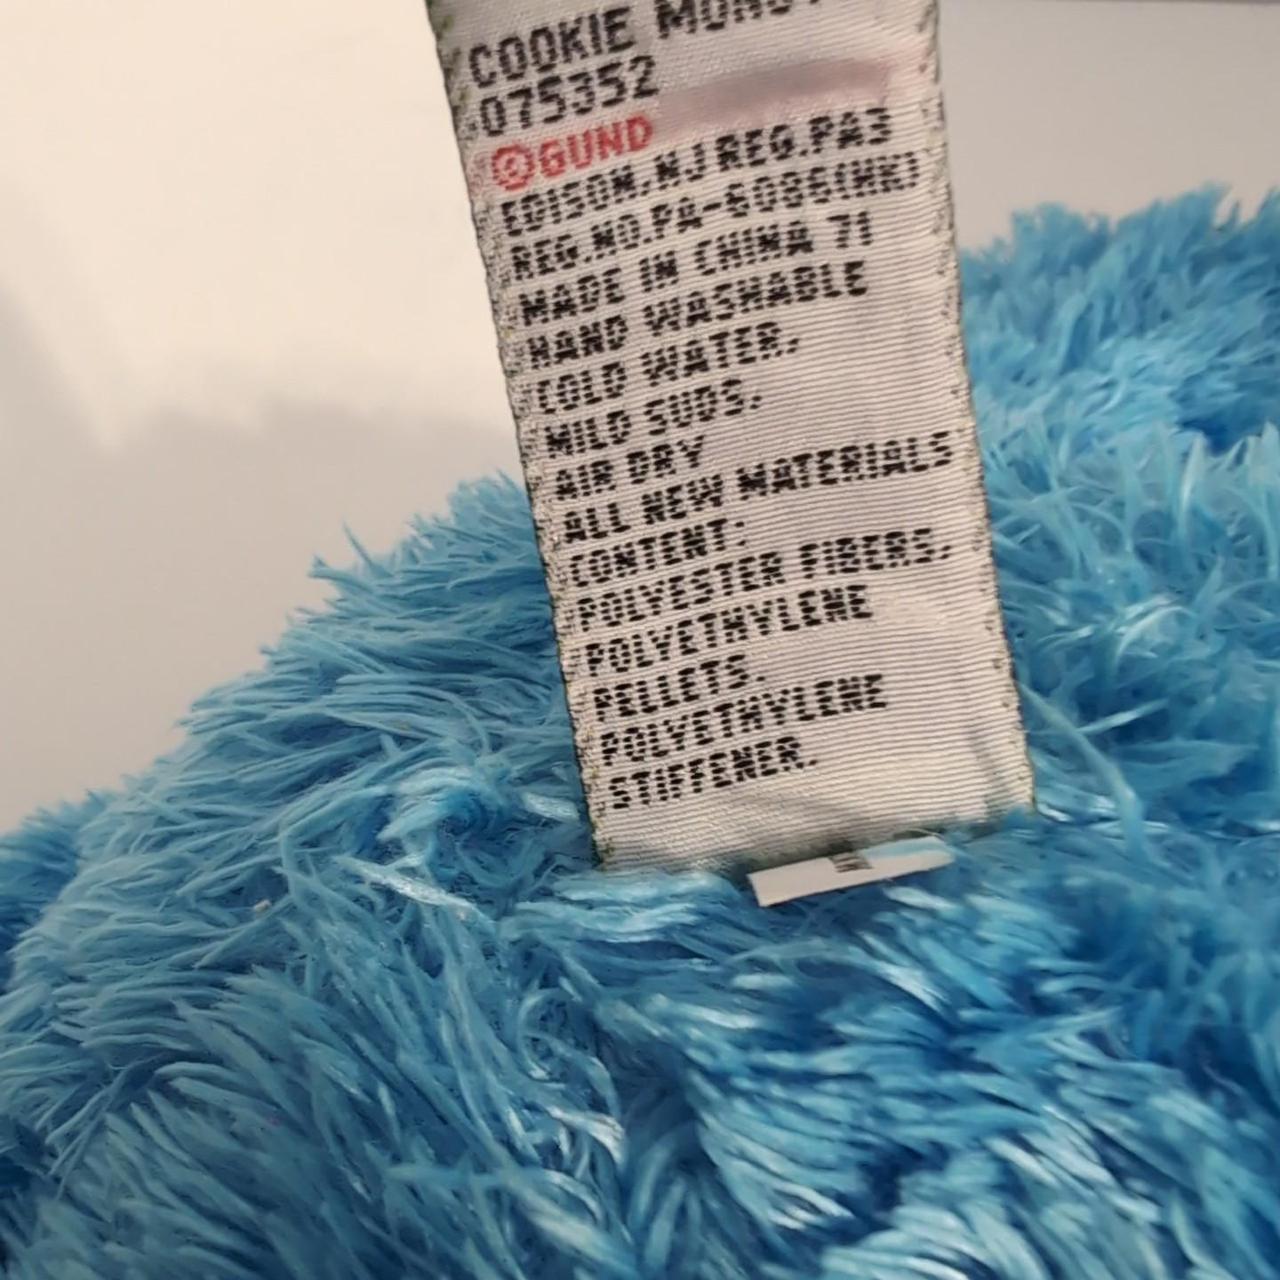 COOKIE MONST
075352
©GUND
EDISON,NJ REG.PA3
REG.NO.PA-6086(HK)
MADE IN CHINA 71
HAND WASHABLE
COLD WATER,
MILD SUDS,
AIR DRY
ALL NEW MATERIALS
CONTENT:
POLYESTER FIBERS,
POLYETHYLENE
PELLETS.
POLYETHYLENE
STIFFENER.